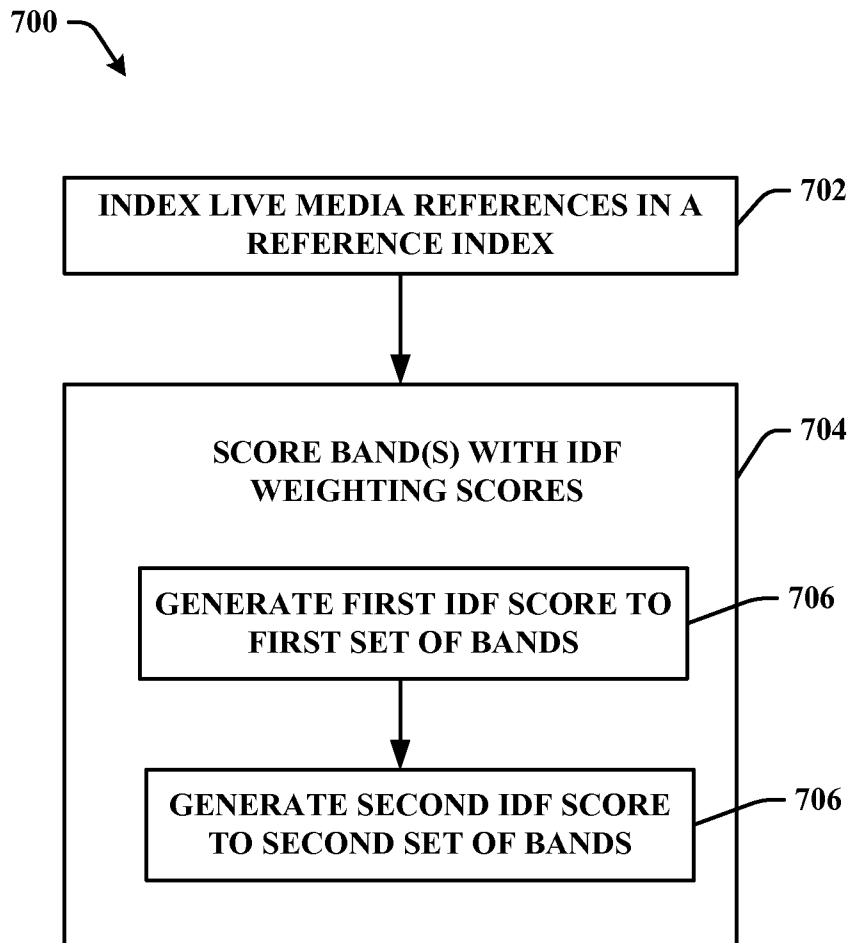 700
INDEX LIVE MEDIA REFERENCES IN A
REFERENCE INDEX
702
SCORE BAND(S) WITH IDF
WEIGHTING SCORES
704
GENERATE FIRST IDF SCORE TO
FIRST SET OF BANDS
706
GENERATE SECOND IDF SCORE
TO SECOND SET OF BANDS
706